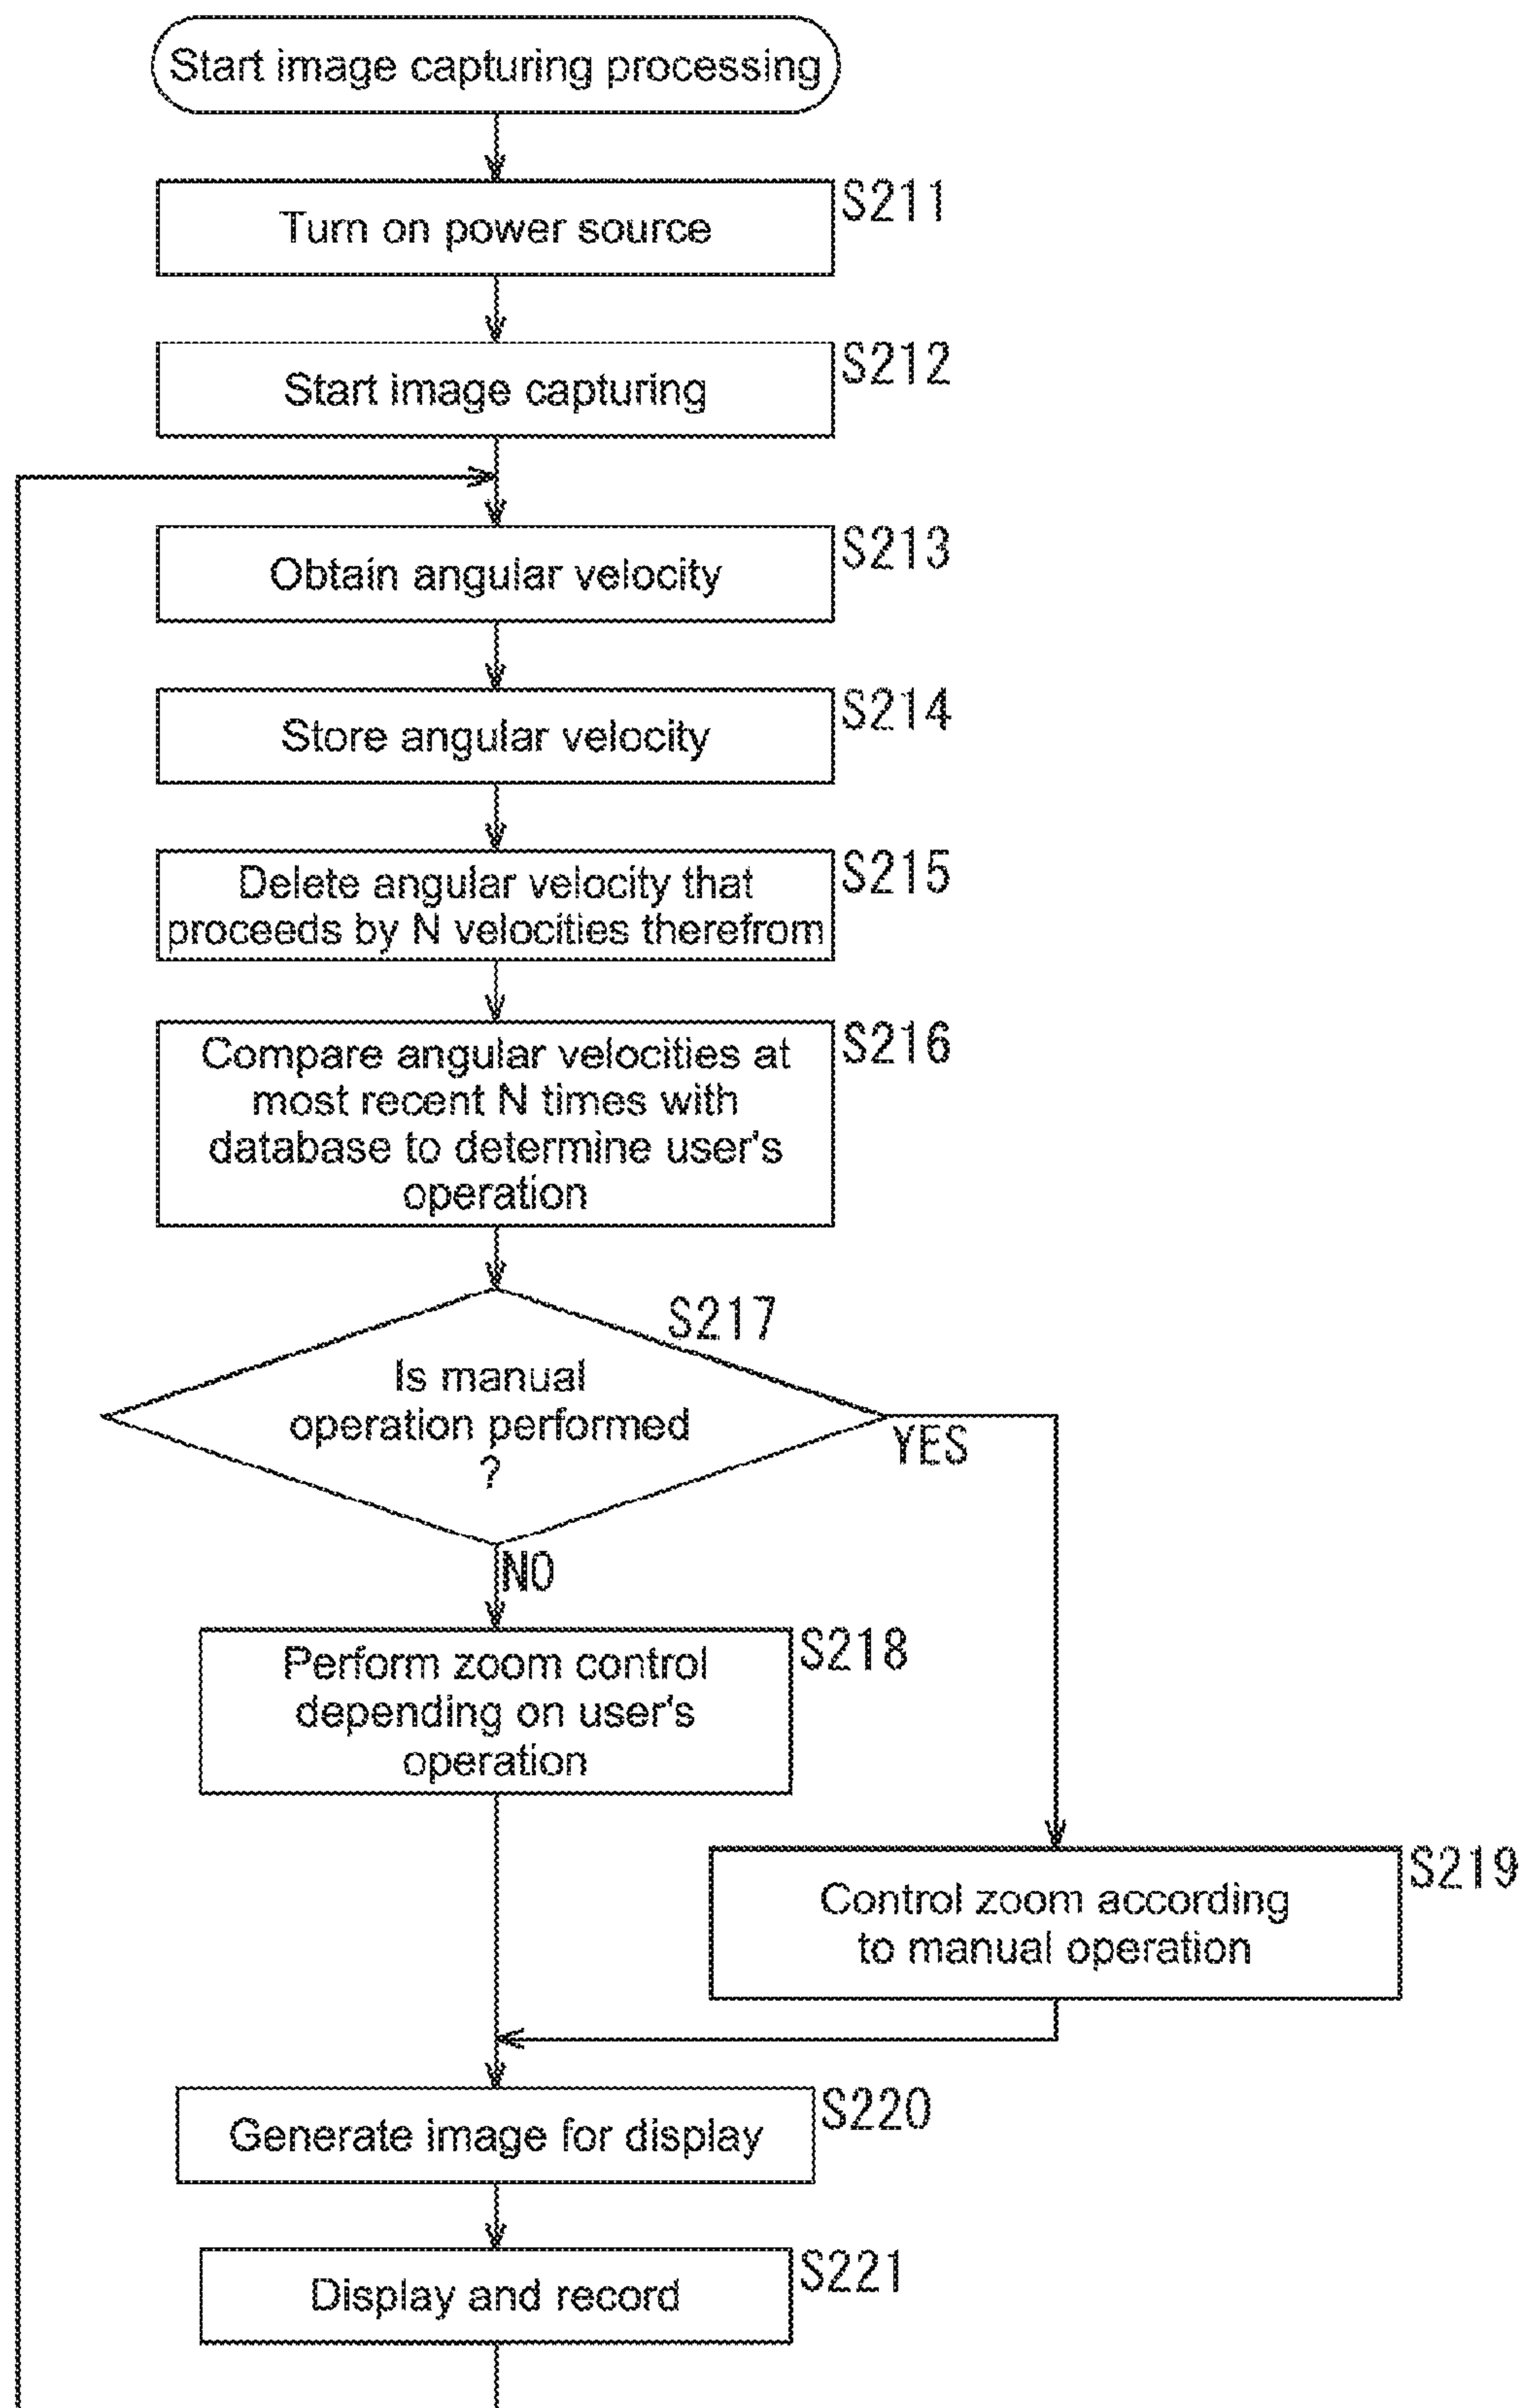 Start image capturing processing
S211
Turn on power source
S212
Start image capturing
S213
Obtain angular velocity
S214
Store angular velocity
S215
Delete angular velocity that
proceeds by N velocities therefrom
S216
Compare angular velocities at
most recent N times with
database to determine user's
operation
S217
Is manual
operation performed
?
YES
NO
S218
Perform zoom control
depending on user's
operation
S219
Control zoom according
to manual operation
S220
Generate image for display
S221
Display and record